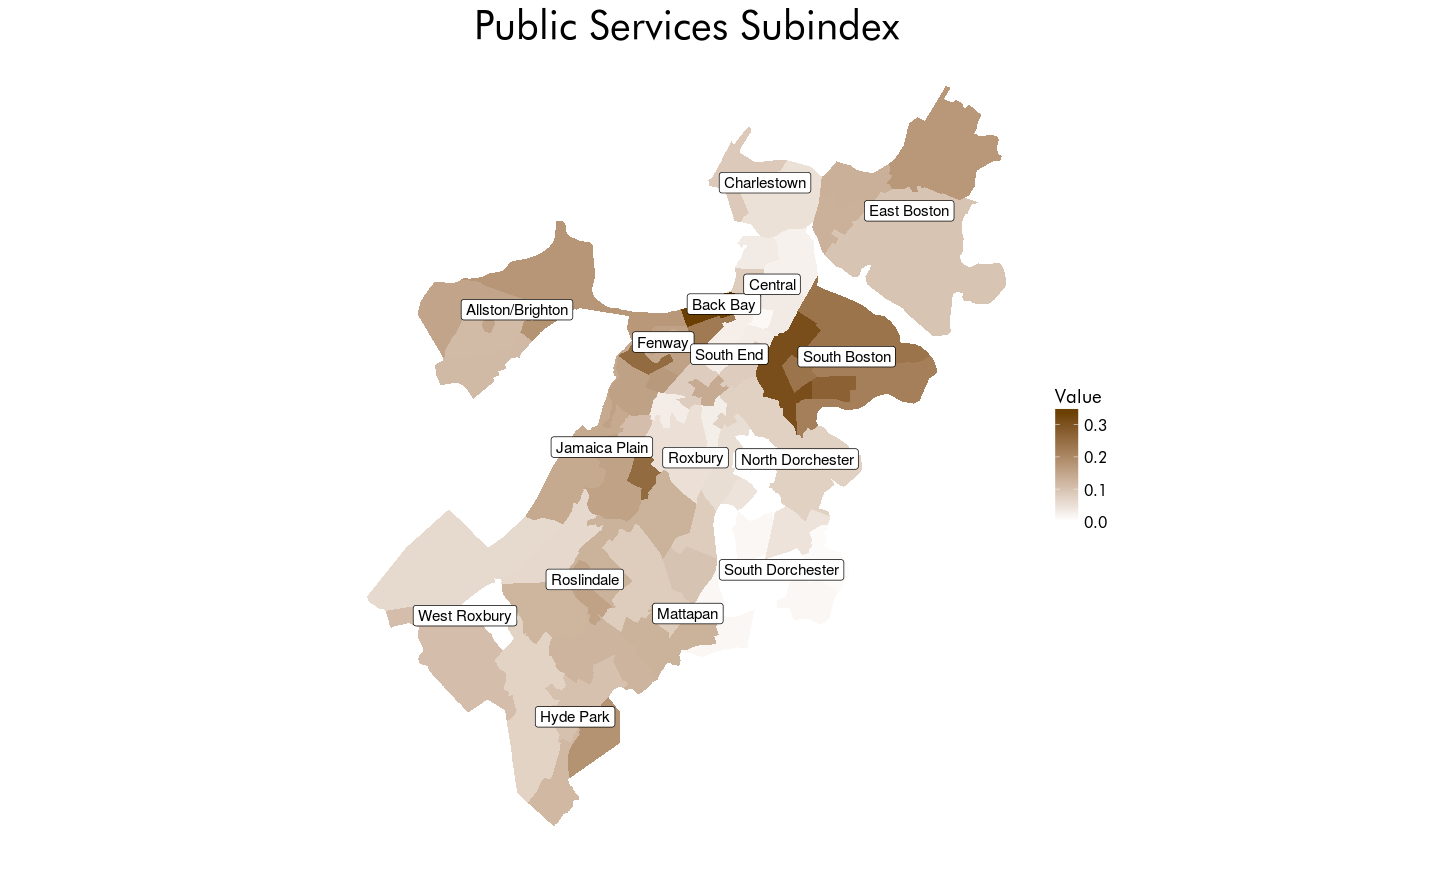 Public Services Subindex
Charlestown
East Boston
Central
Back Bay
Allston/Brighton
Fenway
South End
South Boston
Value
0.3
0.2
0.1
0.0
Jamaica Plain
Roxbury
North Dorchester
South Dorchester
Roslindale
Mattapan
West Roxbury
Hyde Park